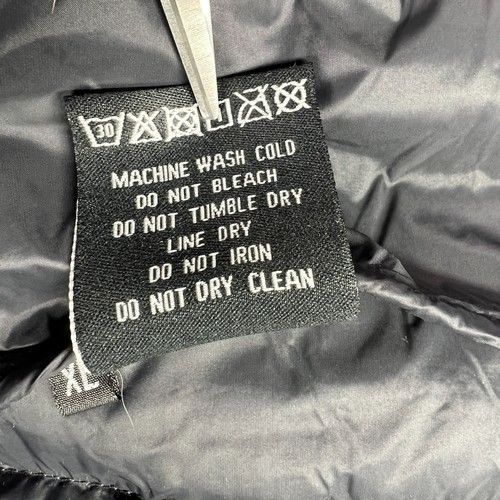 30
MACHINE WASH COLD
DO NOT BLEACH
DO NOT TUMBLE DRY
LINE DRY
DO NOT IRON
DO NOT DRY CLEAN
XL